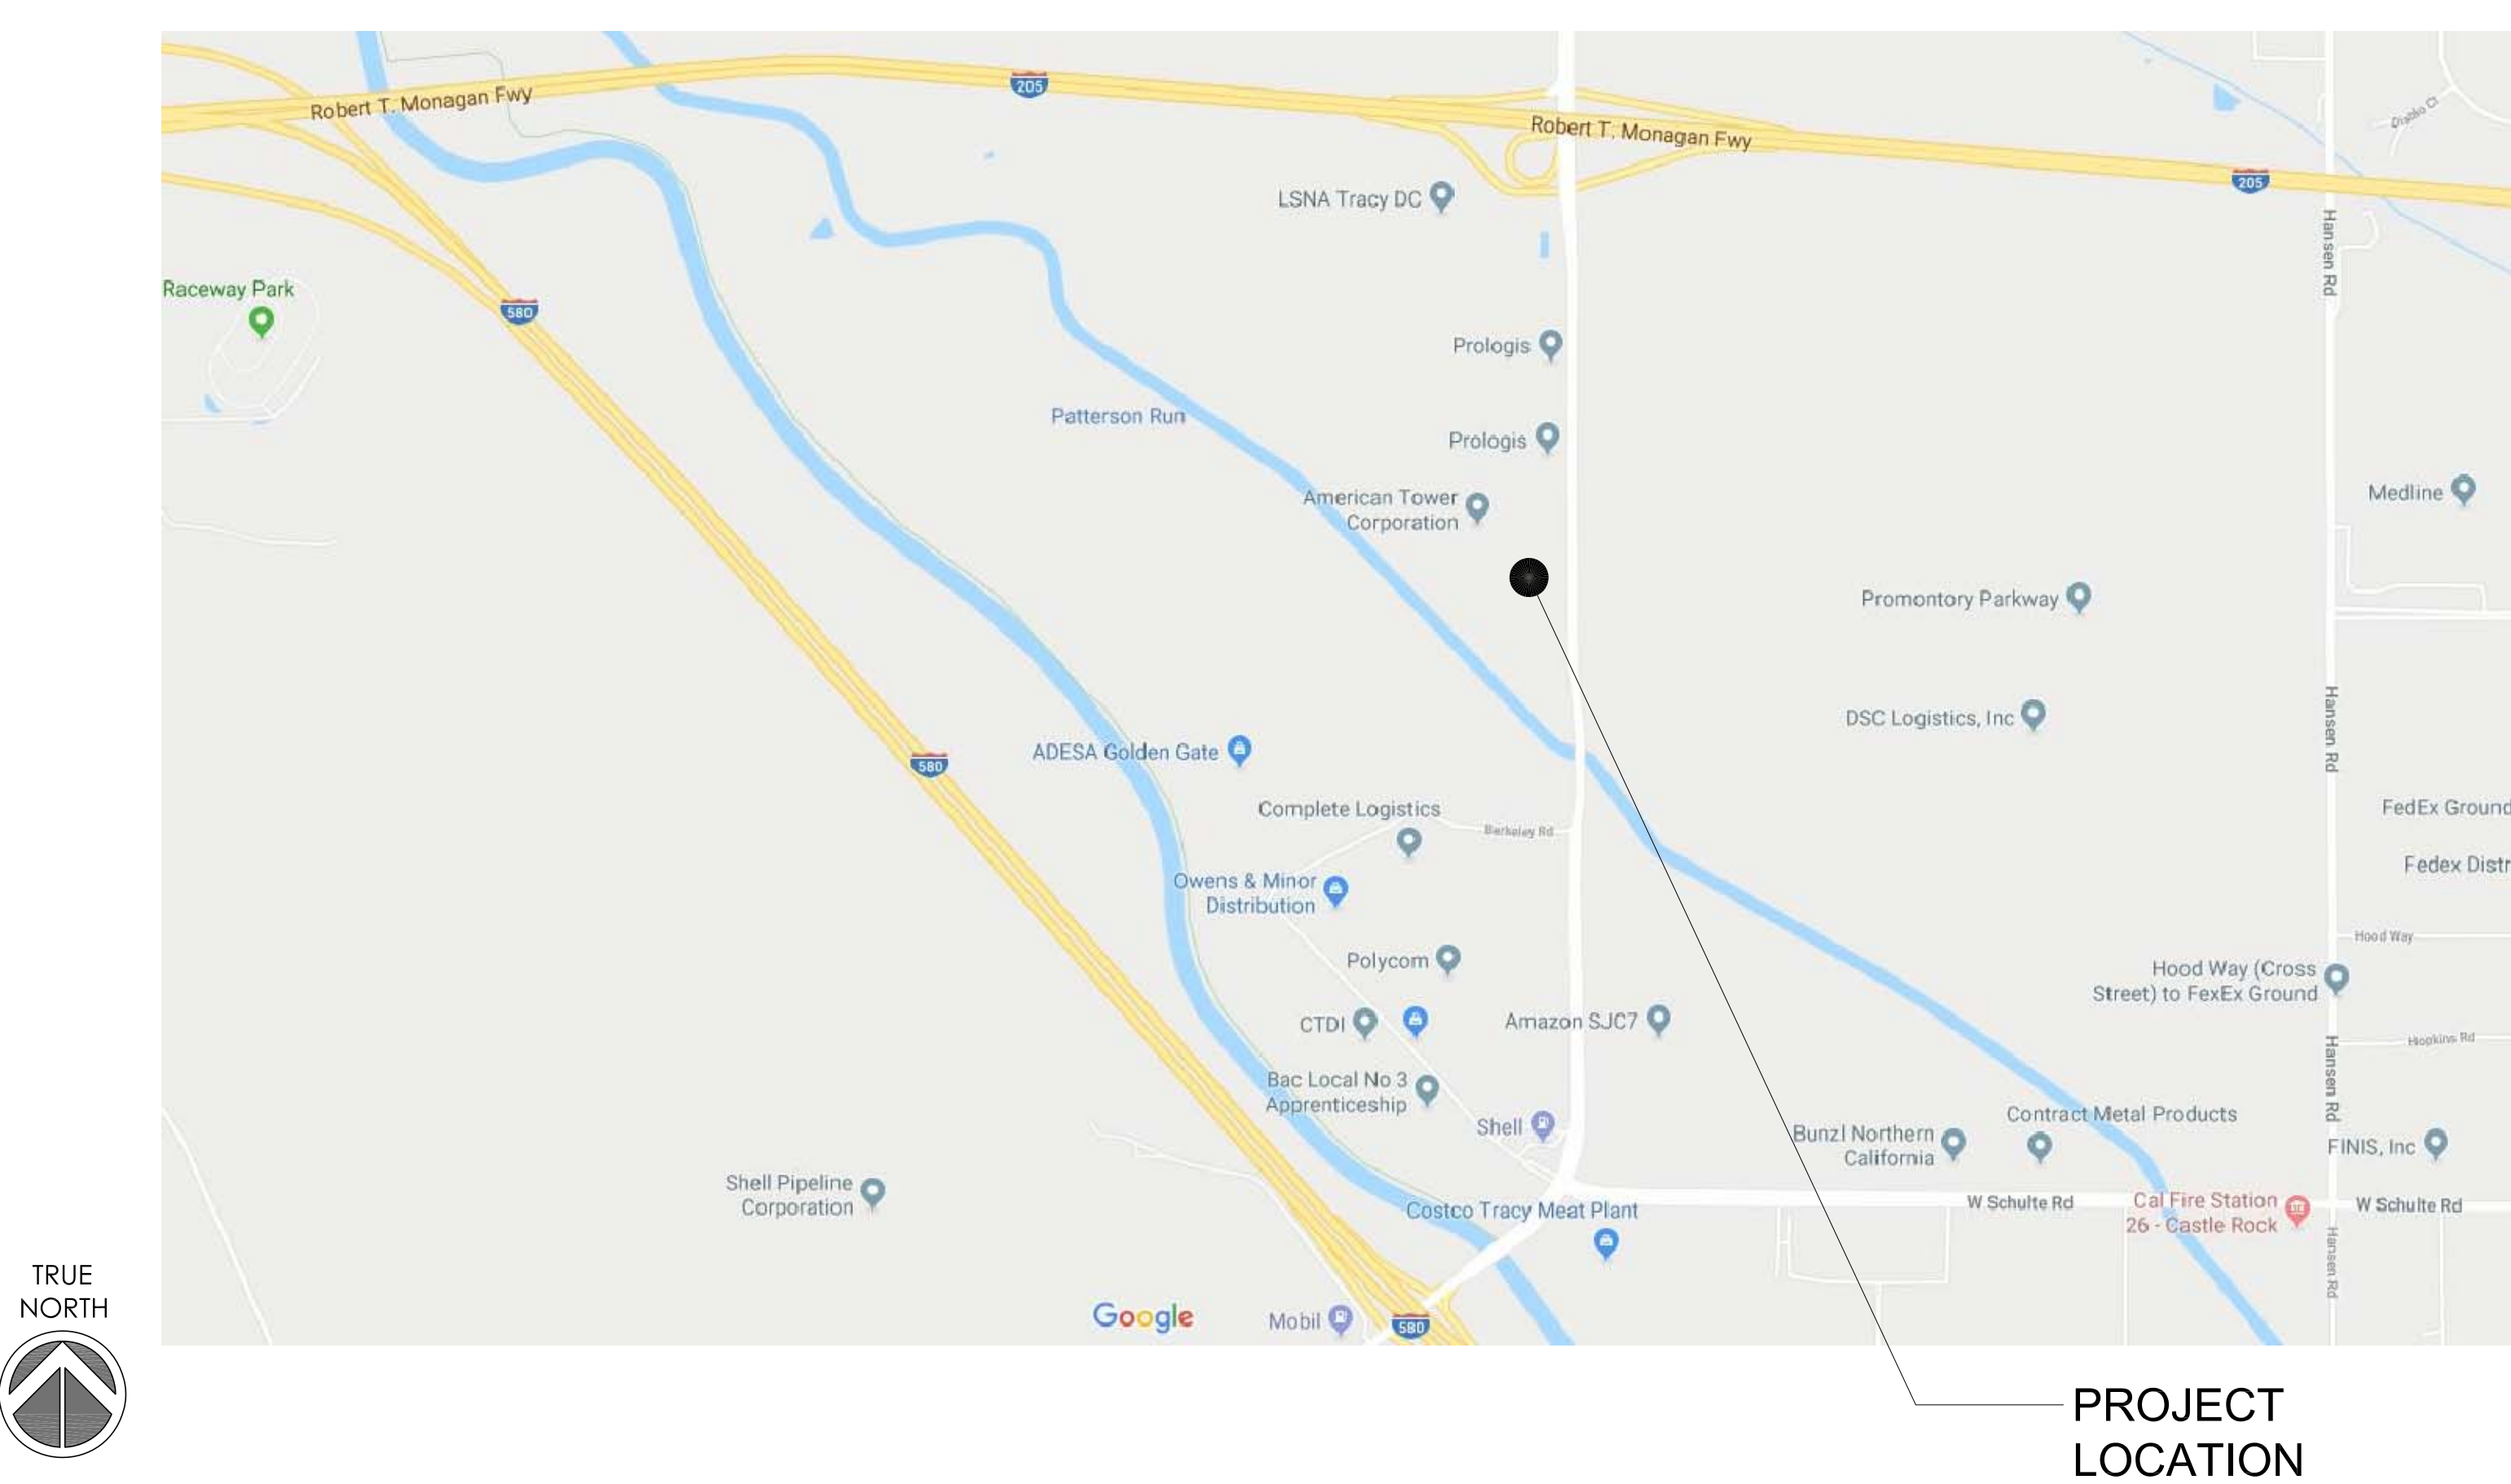 Robert T. Monagan Fwy
205
Robert T. Monagan Fwy
Diablo Ct
205
LSNA Tracy DC
Hansen Rd
Raceway Park
580
Prologis
Patterson Run
Prologis
American Tower
Corporation
Medline
Promontory Parkway
DSC Logistics, Inc
Hansen Rd
ADESA Golden Gate
580
Complete Logistics
Berkeley Rd
FedEx Ground
Fedex Distr
Owens & Minor
Distribution
Hood Way
Polycom
Hood Way (Cross
Street) to FexEx Ground
CTDI
Amazon SJC7
Hopkins Rd
Hansen Rd
Bac Local No 3
Apprenticeship
Shell
Contract Metal Products
Bunzl Northern
California
FINIS, Inc
Shell Pipeline
Corporation
Costco Tracy Meat Plant
W Schulte Rd
Cal Fire Station
26 - Castle Rock
W Schulte Rd
Hansen Rd
TRUE
NORTH
Google
Mobil
580
PROJECT
LOCATION